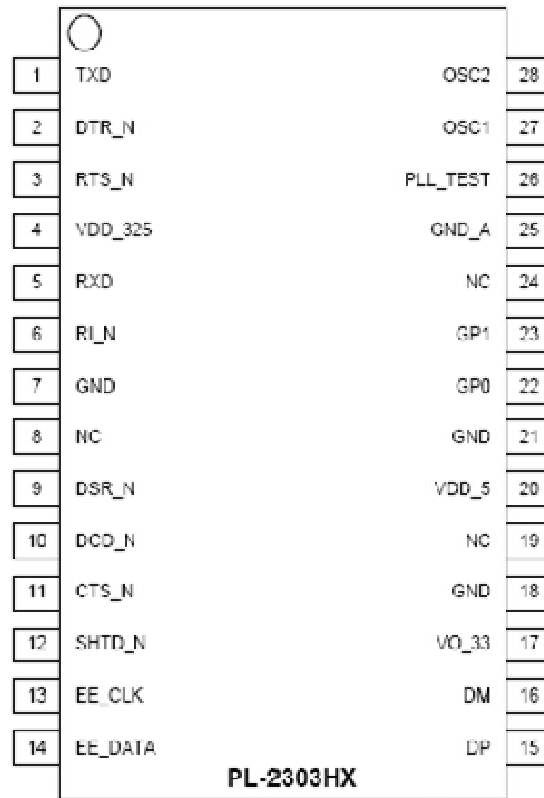 1 TXD OSC2 28
2 DTR_N OSC1 27
3 RTS_N PLL_TEST 26
4 VDD_325 GND_A 25
5 RXD NC 24
6 RI_N GP1 23
7 GND GP0 22
8 NC GND 21
9 DSR_N VDD_5 20
10 DCD_N NC 19
11 CTS_N GND 18
12 SHTD_N VO_33 17
13 EE_CLK DM 16
14 EE_DATA DP 15
PL-2303HX